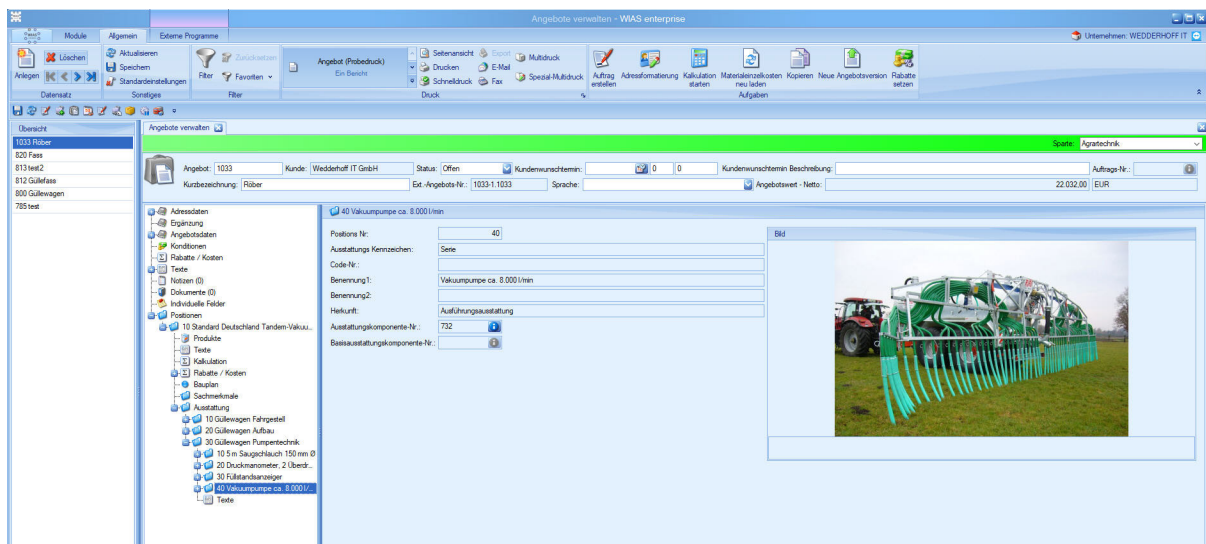 Angebote verwalten - WIAS enterprise
Module Allgemein Externe Programme
Unternehmen: WEDDERHOFF IT
Löschen Aktualisieren Zurücksetzen Seitenansicht Export Multidruck
Speichern Angebot (Probedruck) Drucken E-Mail
Anlegen Standardeinstellungen Filter Favoriten Ein Bericht Schnelldruck Fax Spezial-Multidruck
Auftrag erstellen Adressformatierung Kalkulation starten Materialeinzelkosten neu laden Kopieren Neue Angebotsversion Rabatte setzen
Datensatz Sonstiges Filter Druck Aufgaben
Übersicht
1033 Röber
820 Fass
813 test2
812 Güllefass
800 Güllewagen
785 test
Angebote verwalten
Sparte: Agrartechnik
Angebot: 1033 Kunde: Wedderhoff IT GmbH Status: Offen Kundenwunschtermin: 0 0 Kundenwunschtermin Beschreibung: Auftrags-Nr.:
Kurzbezeichnung: Röber Ext.-Angebots-Nr.: 1033-1.1033 Sprache: Angebotswert - Netto: 22.032,00 EUR
Adressdaten
Ergänzung
Angebotsdaten
Konditionen
Rabatte / Kosten
Texte
Notizen (0)
Dokumente (0)
Individuelle Felder
Positionen
10 Standard Deutschland Tandem-Vakuu...
Produkte
Texte
Kalkulation
Rabatte / Kosten
Bauplan
Sachmerkmale
Ausstattung
10 Güllewagen Fahrgestell
20 Güllewagen Aufbau
30 Güllewagen Pumpentechnik
10 5 m Saugschlauch 150 mm Ø
20 Druckmanometer, 2 Überdr...
30 Füllstandsanzeiger
40 Vakuumpumpe ca. 8.000 l/...
Texte
40 Vakuumpumpe ca. 8.000 l/min
Positions Nr: 40
Ausstattungs Kennzeichen: Serie
Code-Nr.:
Benennung1: Vakuumpumpe ca. 8.000 l/min
Benennung2:
Herkunft: Ausführungsausstattung
Ausstattungskomponente-Nr.: 732
Basisausstattungskomponente-Nr.:
Bild